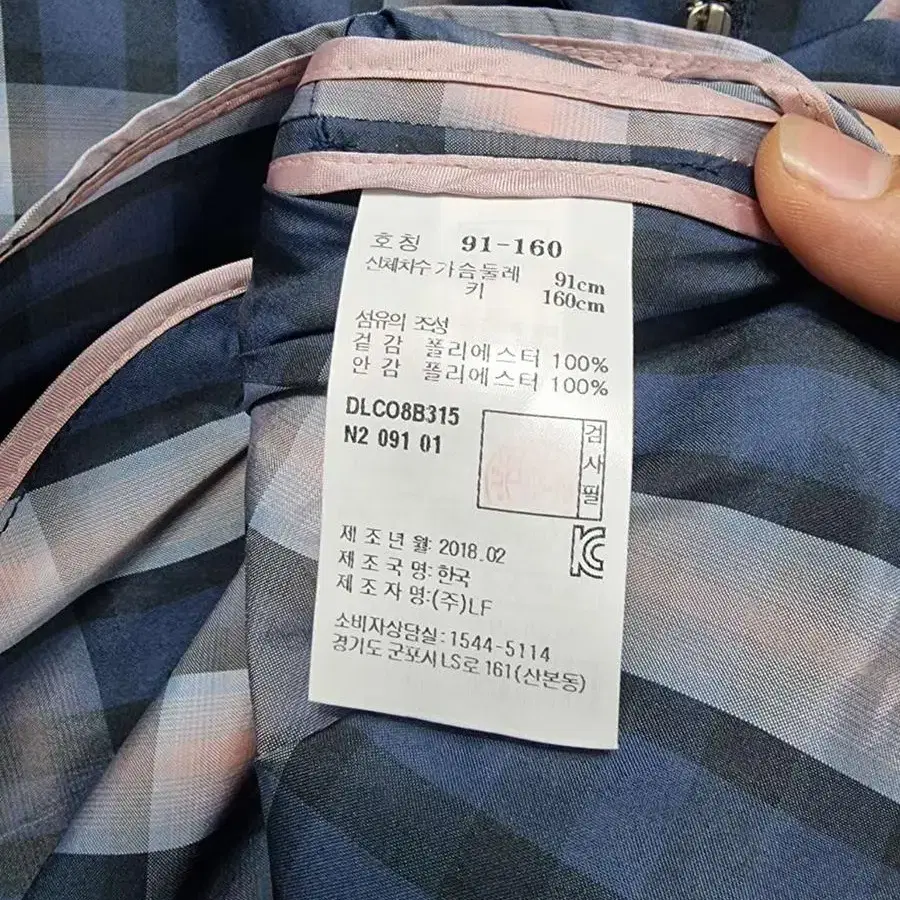 호칭 91-160
신체치수 가슴둘레 91cm
키 160cm
섬유의 조성
겉 감 폴리에스터 100%
안 감 폴리에스터 100%
DLCO8B315
N2 091 01
검사필
제 조 년 월: 2018.02
제 조 국 명: 한국
제 조 자 명:(주)LF
소비자상담실:1544-5114
경기도 군포시 LS로 161(산본동)